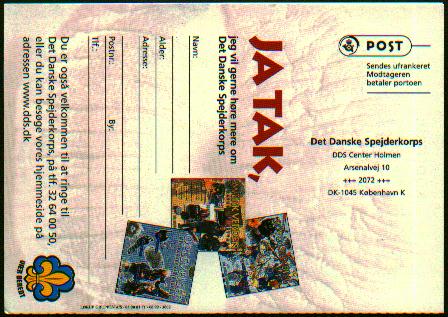 JA TAK,
jeg vil gerne høre mere om
Det Danske Spejderkorps
Navn:
Alder:
Adresse:
Postnr.: By:
Tlf.:
Du er også velkommen til at ringe til
Det Danske Spejderkorps, på tlf. 32 64 00 50,
eller du kan besøge vores hjemmeside på
adressen www.dds.dk
POST
Sendes ufrankeret
Modtageren
betaler portoen
Det Danske Spejderkorps
DDS Center Holmen
Arsenalvej 10
+++ 2072 +++
DK-1045 København K
VÆR BEREDT